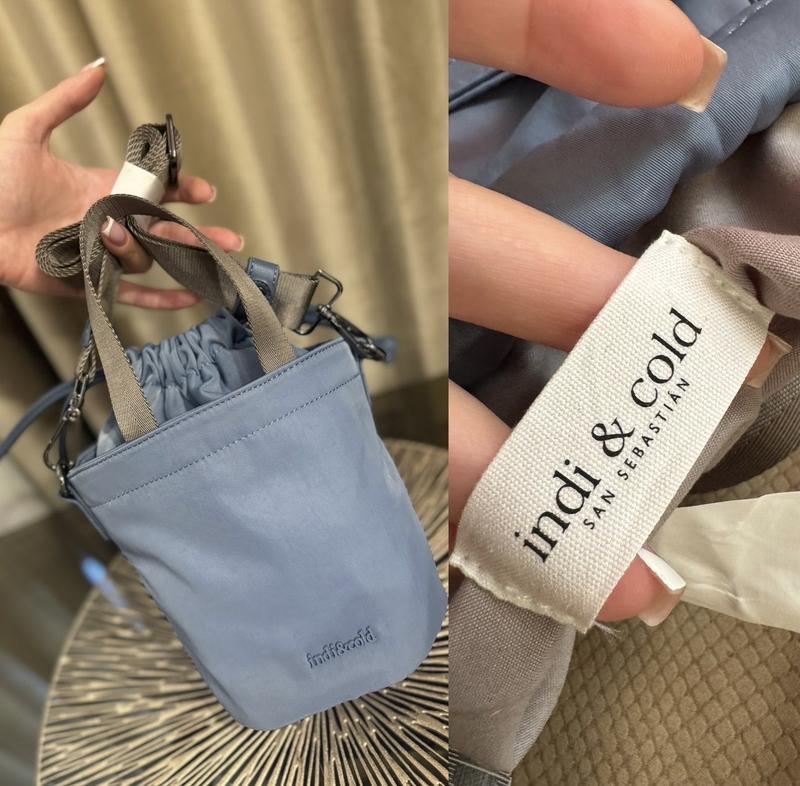 indi&cold
indi & cold
SAN SEBASTIÁN